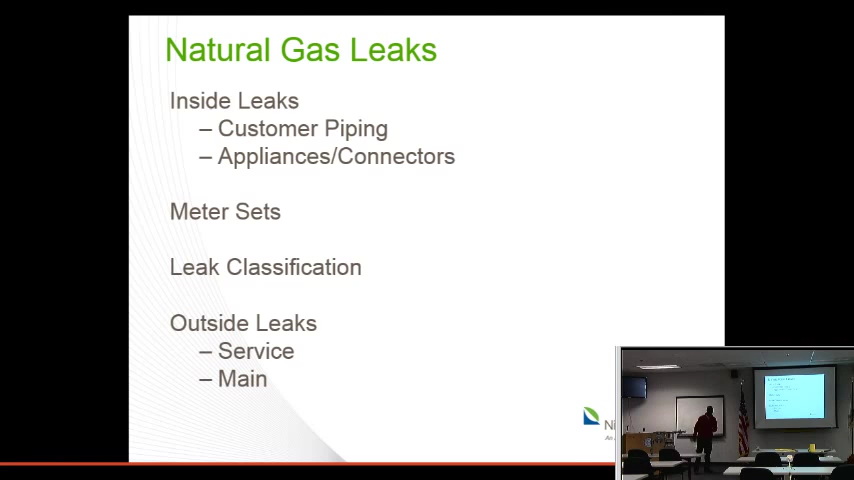 Natural Gas Leaks
Inside Leaks
– Customer Piping
– Appliances/Connectors
Meter Sets
Leak Classification
Outside Leaks
– Service
– Main